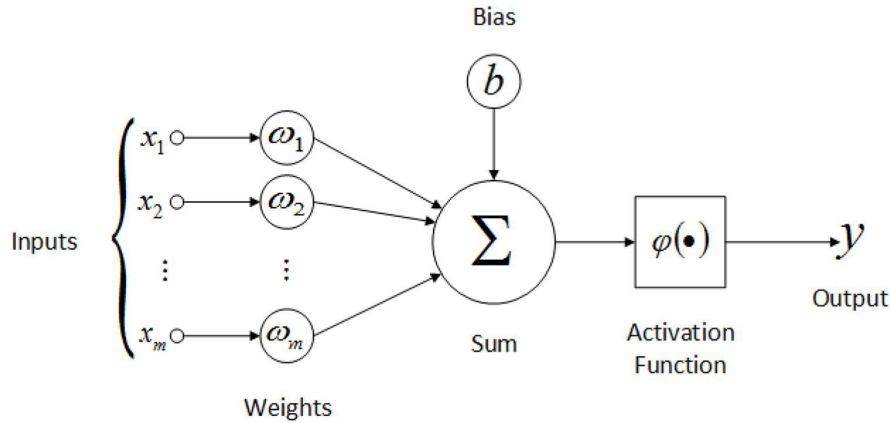 Bias
b
x₁ ω₁
x₂ ω₂
Inputs
Σ
φ(•)
y
⋮ ⋮
Output
xₘ ωₘ
Sum
Activation
Function
Weights